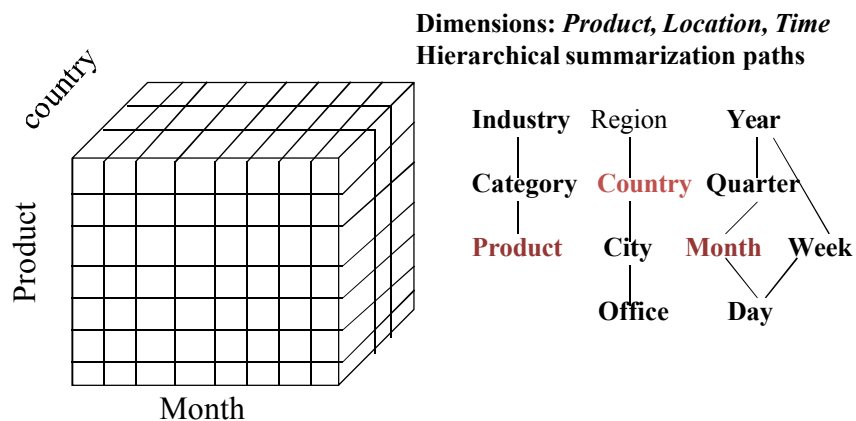 Dimensions: Product, Location, Time
Hierarchical summarization paths
country
Product
Month
Industry Region Year
Category Country Quarter
Product City Month Week
Office Day